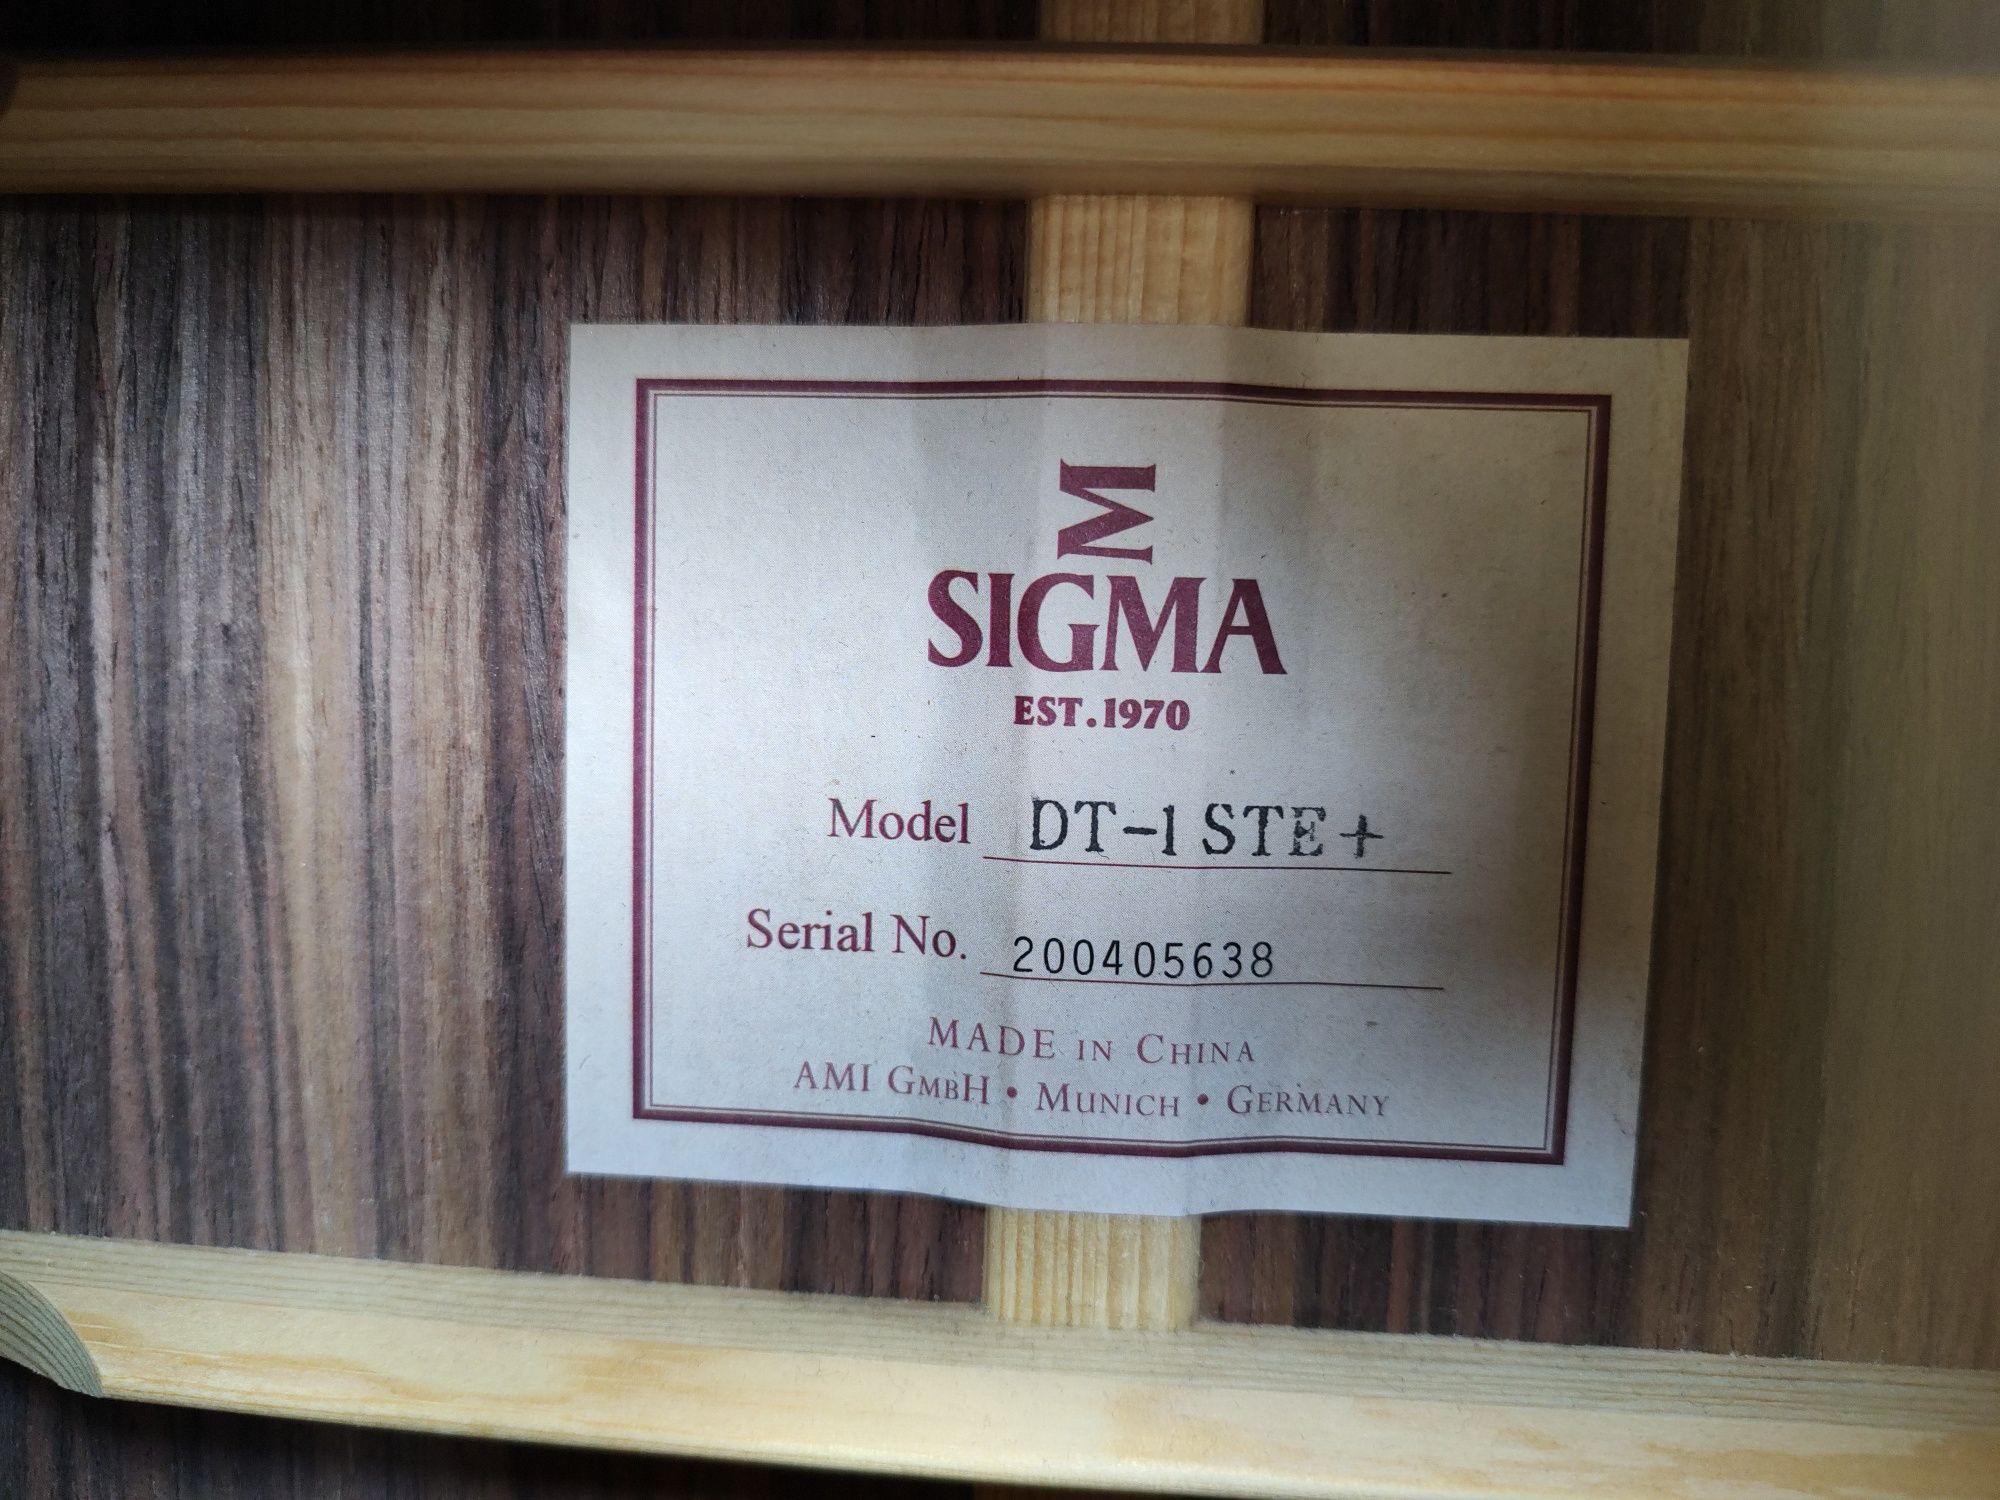 M
SIGMA
EST.1970
Model DT-1STE+
Serial No. 200405638
MADE IN CHINA
AMI GMBH • MUNICH • GERMANY